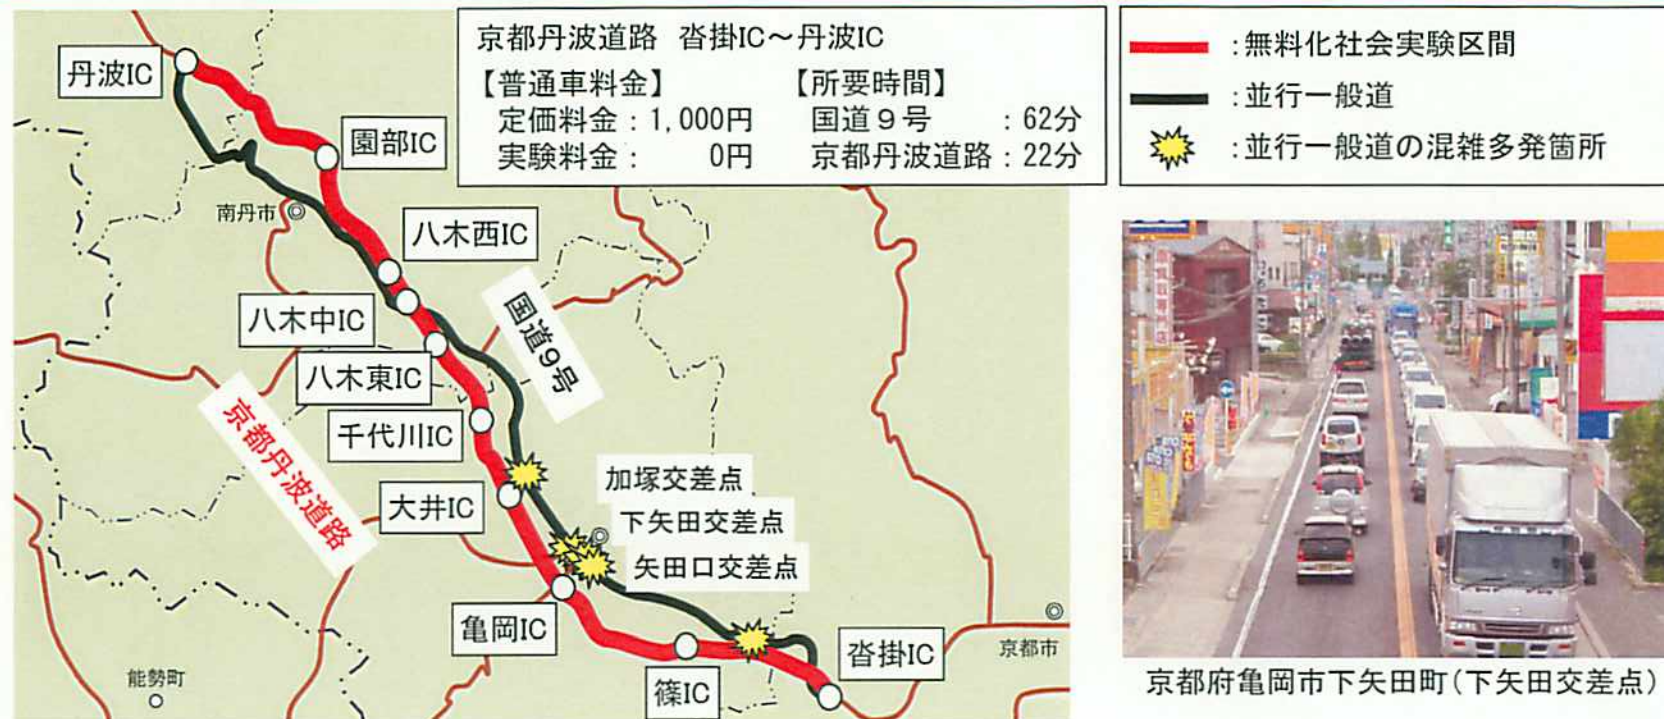 京都丹波道路 沓掛IC～丹波IC
【普通車料金】 【所要時間】
定価料金：1,000円 国道９号 ：62分
実験料金： 0円 京都丹波道路：22分
：無料化社会実験区間
：並行一般道
：並行一般道の混雑多発箇所
丹波IC
園部IC
南丹市
八木西IC
八木中IC
国道9号
八木東IC
京都丹波道路
千代川IC
加塚交差点
大井IC
下矢田交差点
矢田口交差点
亀岡IC
沓掛IC
京都市
篠IC
能勢町
京都府亀岡市下矢田町(下矢田交差点)